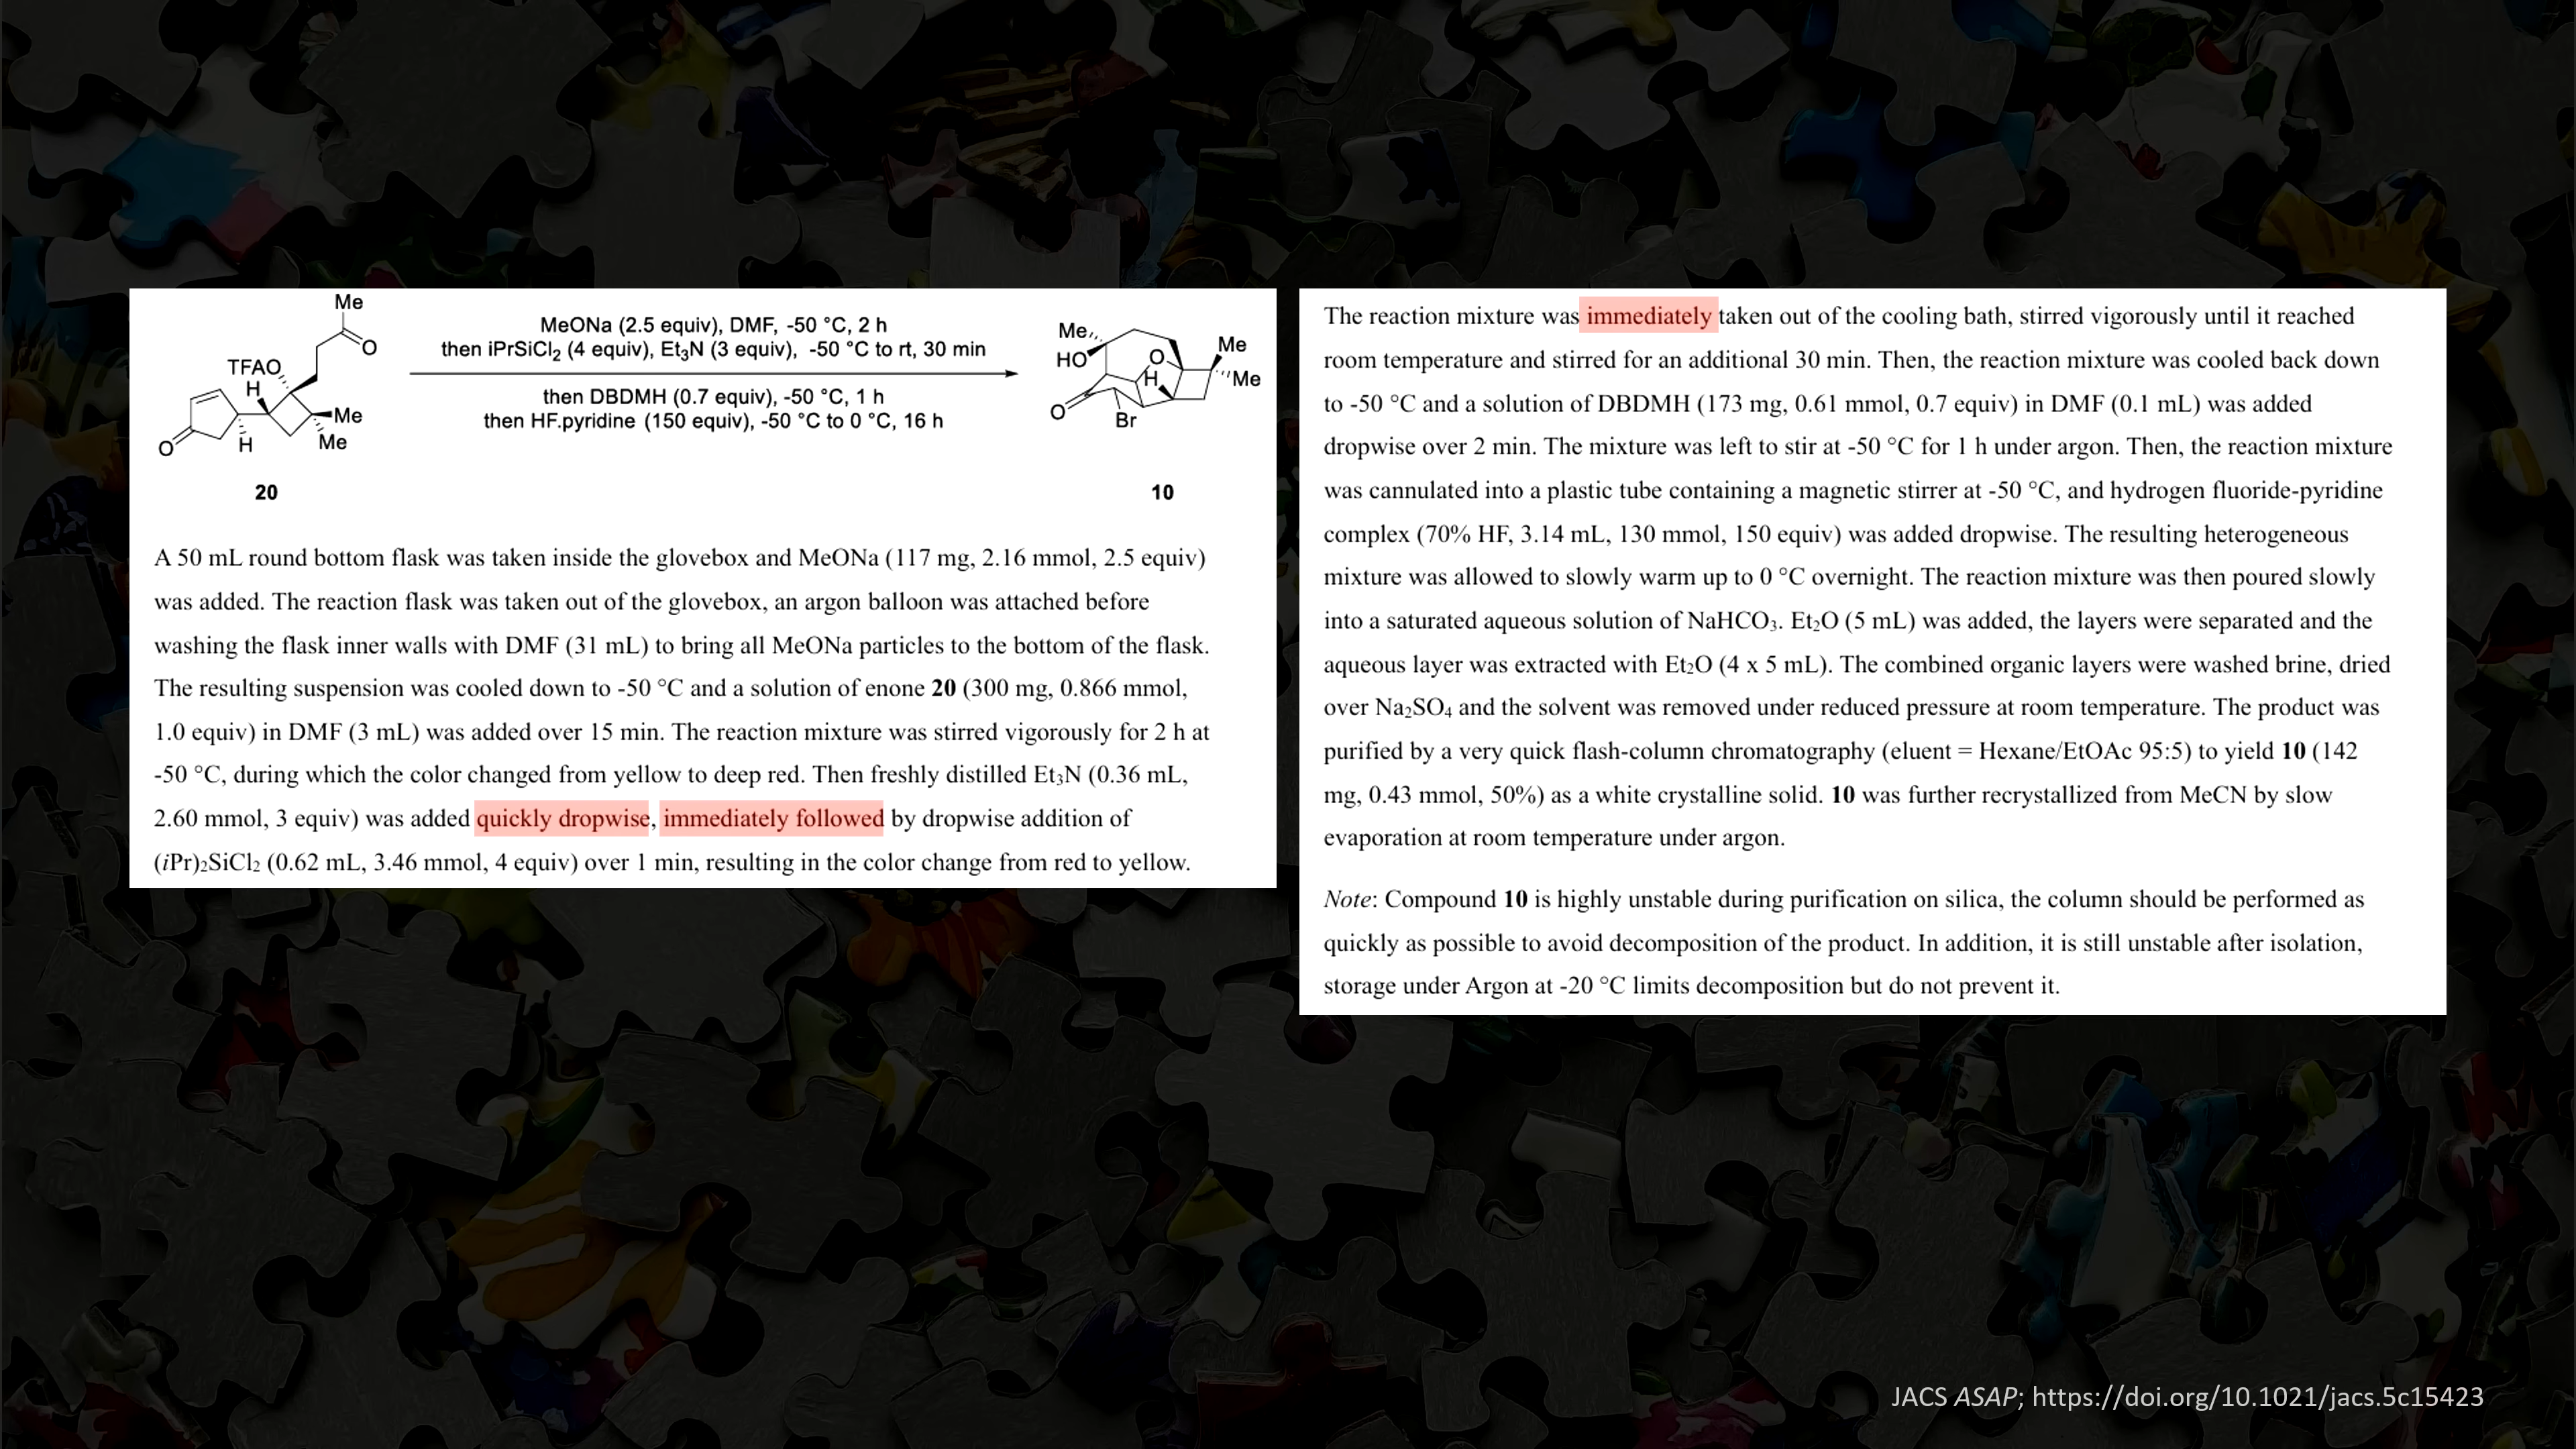 Me
O
TFAO
H
Me
Me
O
H
20
MeONa (2.5 equiv), DMF, -50 °C, 2 h
then iPrSiCl₂ (4 equiv), Et₃N (3 equiv), -50 °C to rt, 30 min
then DBDMH (0.7 equiv), -50 °C, 1 h
then HF.pyridine (150 equiv), -50 °C to 0 °C, 16 h
Me
HO
O
H
Me
Me
O
Br
10
A 50 mL round bottom flask was taken inside the glovebox and MeONa (117 mg, 2.16 mmol, 2.5 equiv)
was added. The reaction flask was taken out of the glovebox, an argon balloon was attached before
washing the flask inner walls with DMF (31 mL) to bring all MeONa particles to the bottom of the flask.
The resulting suspension was cooled down to -50 °C and a solution of enone 20 (300 mg, 0.866 mmol,
1.0 equiv) in DMF (3 mL) was added over 15 min. The reaction mixture was stirred vigorously for 2 h at
-50 °C, during which the color changed from yellow to deep red. Then freshly distilled Et₃N (0.36 mL,
2.60 mmol, 3 equiv) was added quickly dropwise, immediately followed by dropwise addition of
(iPr)₂SiCl₂ (0.62 mL, 3.46 mmol, 4 equiv) over 1 min, resulting in the color change from red to yellow.
The reaction mixture was immediately taken out of the cooling bath, stirred vigorously until it reached
room temperature and stirred for an additional 30 min. Then, the reaction mixture was cooled back down
to -50 °C and a solution of DBDMH (173 mg, 0.61 mmol, 0.7 equiv) in DMF (0.1 mL) was added
dropwise over 2 min. The mixture was left to stir at -50 °C for 1 h under argon. Then, the reaction mixture
was cannulated into a plastic tube containing a magnetic stirrer at -50 °C, and hydrogen fluoride-pyridine
complex (70% HF, 3.14 mL, 130 mmol, 150 equiv) was added dropwise. The resulting heterogeneous
mixture was allowed to slowly warm up to 0 °C overnight. The reaction mixture was then poured slowly
into a saturated aqueous solution of NaHCO₃. Et₂O (5 mL) was added, the layers were separated and the
aqueous layer was extracted with Et₂O (4 x 5 mL). The combined organic layers were washed brine, dried
over Na₂SO₄ and the solvent was removed under reduced pressure at room temperature. The product was
purified by a very quick flash-column chromatography (eluent = Hexane/EtOAc 95:5) to yield 10 (142
mg, 0.43 mmol, 50%) as a white crystalline solid. 10 was further recrystallized from MeCN by slow
evaporation at room temperature under argon.
Note: Compound 10 is highly unstable during purification on silica, the column should be performed as
quickly as possible to avoid decomposition of the product. In addition, it is still unstable after isolation,
storage under Argon at -20 °C limits decomposition but do not prevent it.
JACS ASAP; https://doi.org/10.1021/jacs.5c15423